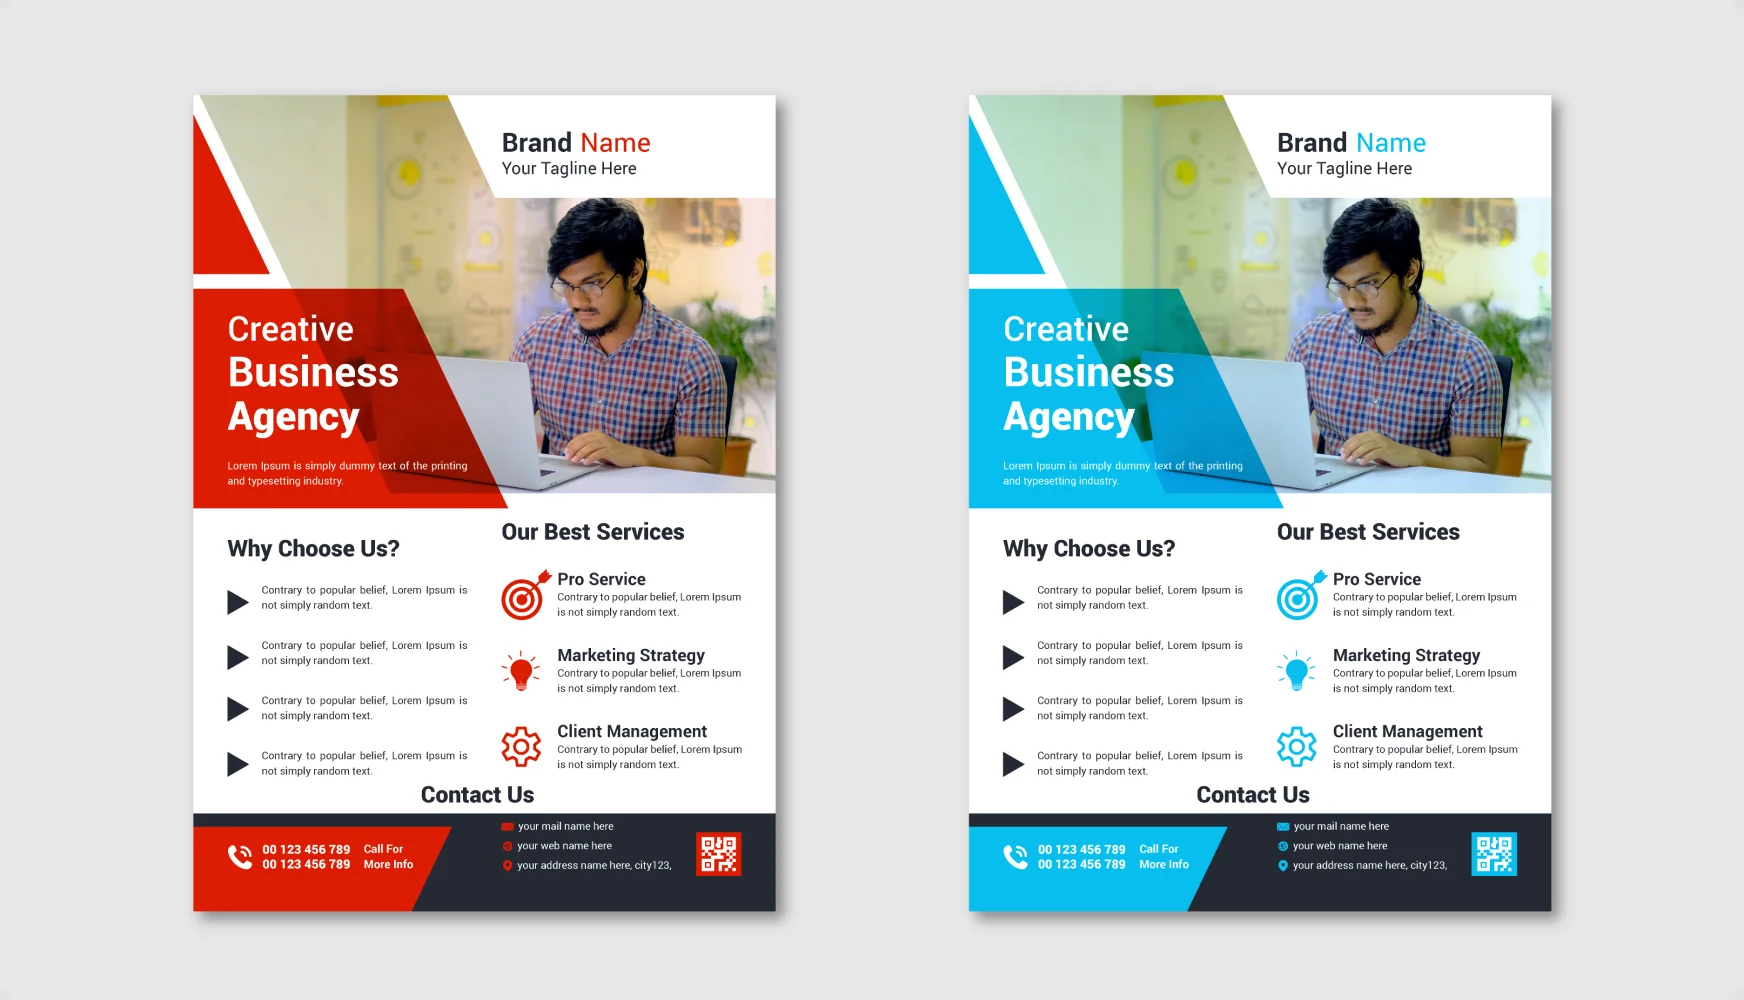 Brand Name
Your Tagline Here
Creative
Business
Agency
Lorem Ipsum is simply dummy text of the printing
and typesetting industry.
Why Choose Us?
Contrary to popular belief, Lorem Ipsum is
not simply random text.
Contrary to popular belief, Lorem Ipsum is
not simply random text.
Contrary to popular belief, Lorem Ipsum is
not simply random text.
Contrary to popular belief, Lorem Ipsum is
not simply random text.
Our Best Services
Pro Service
Contrary to popular belief, Lorem Ipsum
is not simply random text.
Marketing Strategy
Contrary to popular belief, Lorem Ipsum
is not simply random text.
Client Management
Contrary to popular belief, Lorem Ipsum
is not simply random text.
Contact Us
00 123 456 789 Call For
00 123 456 789 More Info
your mail name here
your web name here
your address name here, city123,
Brand Name
Your Tagline Here
Creative
Business
Agency
Lorem Ipsum is simply dummy text of the printing
and typesetting industry.
Why Choose Us?
Contrary to popular belief, Lorem Ipsum is
not simply random text.
Contrary to popular belief, Lorem Ipsum is
not simply random text.
Contrary to popular belief, Lorem Ipsum is
not simply random text.
Contrary to popular belief, Lorem Ipsum is
not simply random text.
Our Best Services
Pro Service
Contrary to popular belief, Lorem Ipsum
is not simply random text.
Marketing Strategy
Contrary to popular belief, Lorem Ipsum
is not simply random text.
Client Management
Contrary to popular belief, Lorem Ipsum
is not simply random text.
Contact Us
00 123 456 789 Call For
00 123 456 789 More Info
your mail name here
your web name here
your address name here, city123,